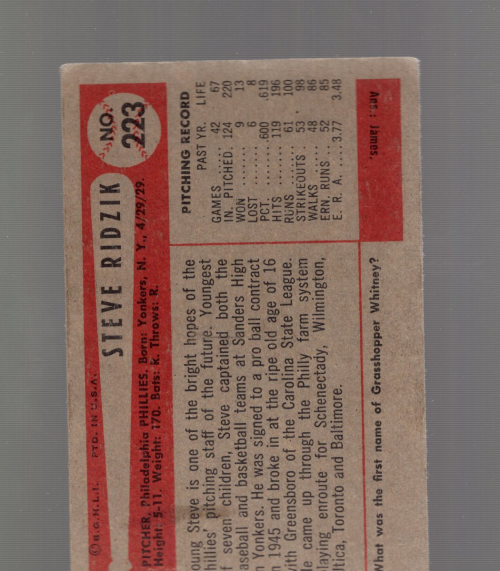 ©B.G.H.L.I. PTD. IN U.S.A.
STEVE RIDZIK
NO. 223
PITCHER, Philadelphia PHILLIES. Born: Yonkers, N. Y., 4/29/29.
Height: 5-11. Weight: 170. Bats: R. Throws: R.
oung Steve is one of the bright hopes of the
hillies' pitching staff of the future. Youngest
f seven children, Steve captained both the
aseball and basketball teams at Sanders High
n Yonkers. He was signed to a pro ball contract
n 1945 and broke in at the ripe old age of 16
ith Greensboro of the Carolina State League.
e came up through the Philly farm system
laying enroute for Schenectady, Wilmington,
tica, Toronto and Baltimore.
PITCHING RECORD
PAST YR. LIFE
GAMES ..... 42 67
IN. PITCHED. 124 220
WON ....... 9 13
LOST ....... 6 8
PCT. ....... .600 .619
HITS ....... 119 196
RUNS ...... 61 100
STRIKEOUTS 53 98
WALKS .... 48 86
ERN. RUNS . 52 85
E. R. A. .... 3.77 3.48
What was the first name of Grasshopper Whitney?
Ans.: James.